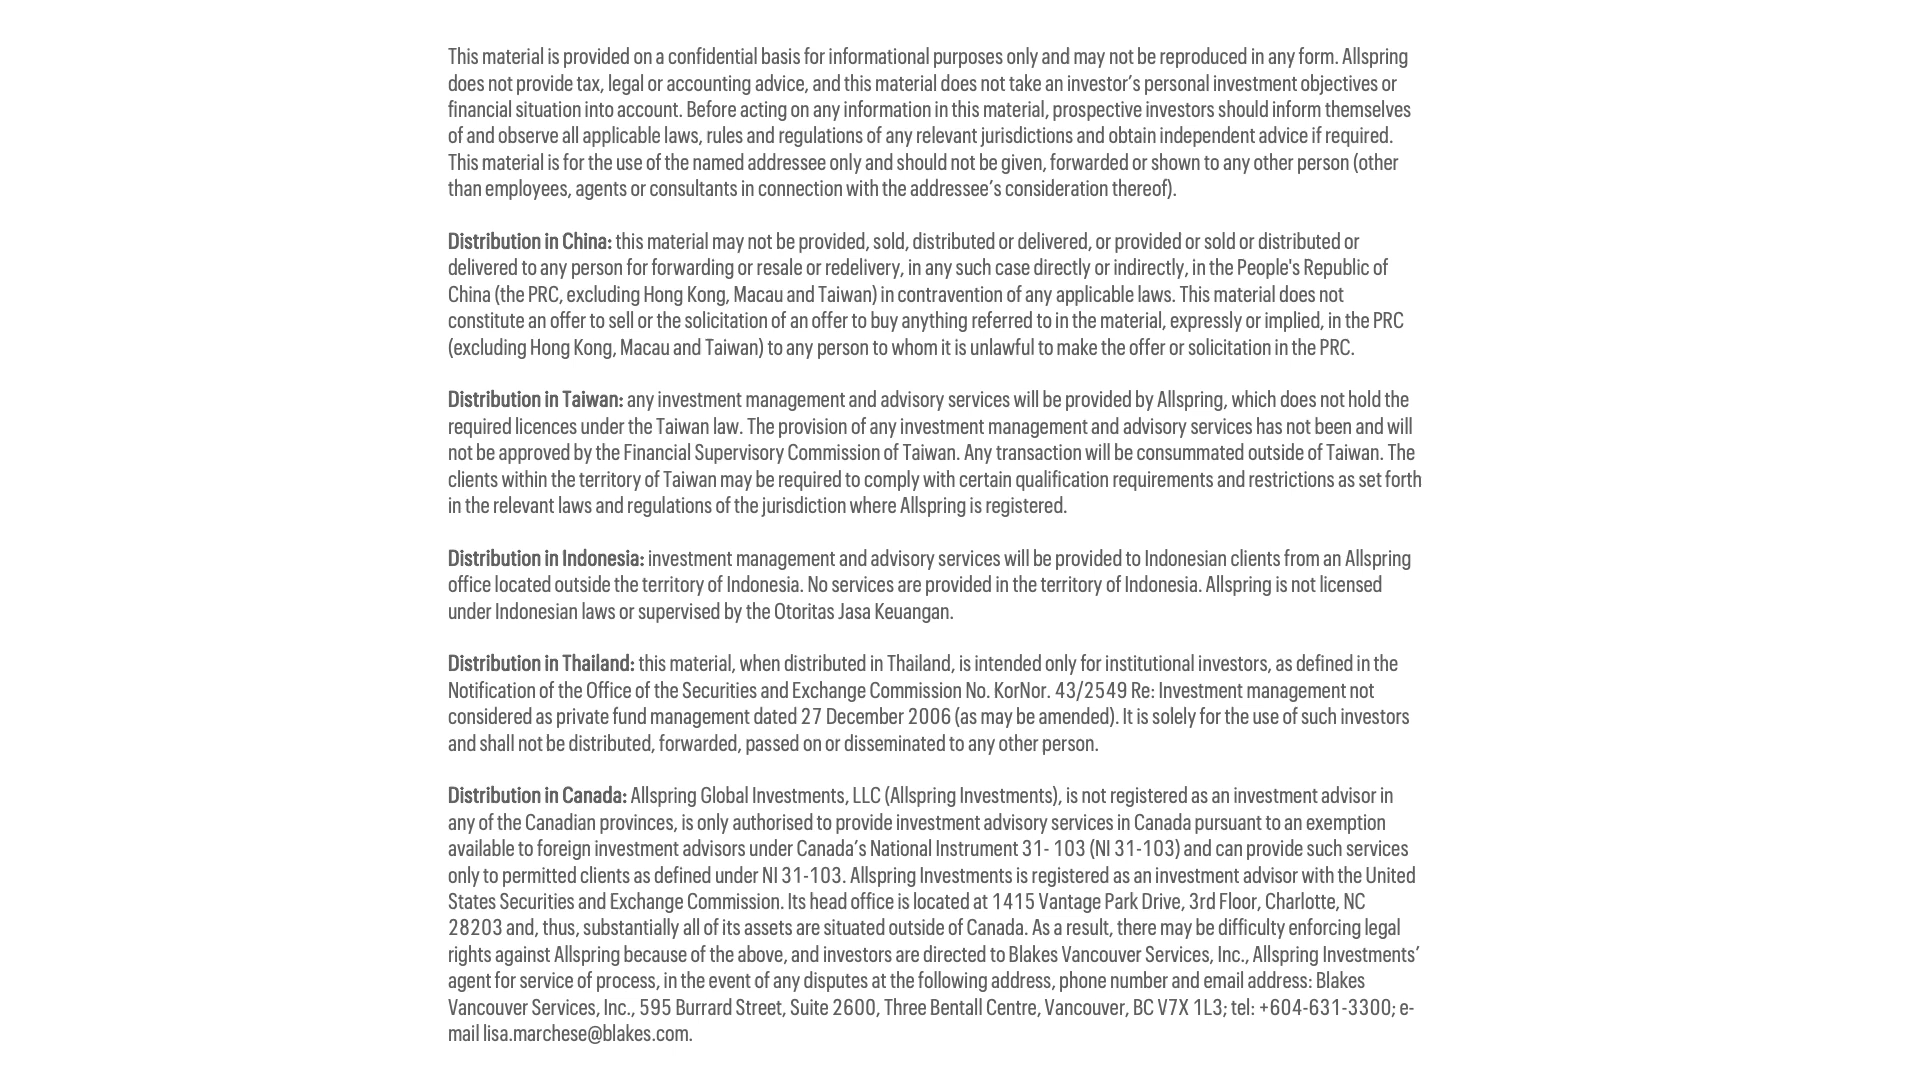 This material is provided on a confidential basis for informational purposes only and may not be reproduced in any form. Allspring
does not provide tax, legal or accounting advice, and this material does not take an investor’s personal investment objectives or
financial situation into account. Before acting on any information in this material, prospective investors should inform themselves
of and observe all applicable laws, rules and regulations of any relevant jurisdictions and obtain independent advice if required.
This material is for the use of the named addressee only and should not be given, forwarded or shown to any other person (other
than employees, agents or consultants in connection with the addressee’s consideration thereof).
Distribution in China: this material may not be provided, sold, distributed or delivered, or provided or sold or distributed or
delivered to any person for forwarding or resale or redelivery, in any such case directly or indirectly, in the People's Republic of
China (the PRC, excluding Hong Kong, Macau and Taiwan) in contravention of any applicable laws. This material does not
constitute an offer to sell or the solicitation of an offer to buy anything referred to in the material, expressly or implied, in the PRC
(excluding Hong Kong, Macau and Taiwan) to any person to whom it is unlawful to make the offer or solicitation in the PRC.
Distribution in Taiwan: any investment management and advisory services will be provided by Allspring, which does not hold the
required licences under the Taiwan law. The provision of any investment management and advisory services has not been and will
not be approved by the Financial Supervisory Commission of Taiwan. Any transaction will be consummated outside of Taiwan. The
clients within the territory of Taiwan may be required to comply with certain qualification requirements and restrictions as set forth
in the relevant laws and regulations of the jurisdiction where Allspring is registered.
Distribution in Indonesia: investment management and advisory services will be provided to Indonesian clients from an Allspring
office located outside the territory of Indonesia. No services are provided in the territory of Indonesia. Allspring is not licensed
under Indonesian laws or supervised by the Otoritas Jasa Keuangan.
Distribution in Thailand: this material, when distributed in Thailand, is intended only for institutional investors, as defined in the
Notification of the Office of the Securities and Exchange Commission No. KorNor. 43/2549 Re: Investment management not
considered as private fund management dated 27 December 2006 (as may be amended). It is solely for the use of such investors
and shall not be distributed, forwarded, passed on or disseminated to any other person.
Distribution in Canada: Allspring Global Investments, LLC (Allspring Investments), is not registered as an investment advisor in
any of the Canadian provinces, is only authorised to provide investment advisory services in Canada pursuant to an exemption
available to foreign investment advisors under Canada’s National Instrument 31- 103 (NI 31-103) and can provide such services
only to permitted clients as defined under NI 31-103. Allspring Investments is registered as an investment advisor with the United
States Securities and Exchange Commission. Its head office is located at 1415 Vantage Park Drive, 3rd Floor, Charlotte, NC
28203 and, thus, substantially all of its assets are situated outside of Canada. As a result, there may be difficulty enforcing legal
rights against Allspring because of the above, and investors are directed to Blakes Vancouver Services, Inc., Allspring Investments’
agent for service of process, in the event of any disputes at the following address, phone number and email address: Blakes
Vancouver Services, Inc., 595 Burrard Street, Suite 2600, Three Bentall Centre, Vancouver, BC V7X 1L3; tel: +604-631-3300; e-
mail lisa.marchese@blakes.com.